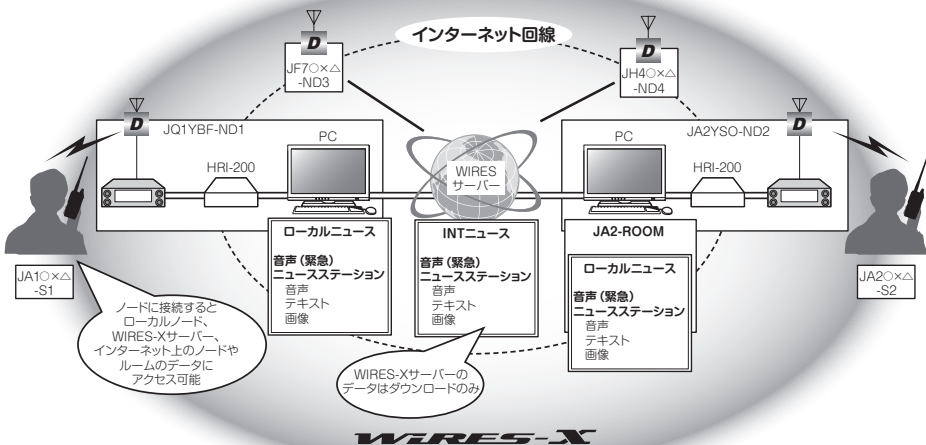 インターネット回線
D
JF7○×△
-ND3
D
JH4○×△
-ND4
D
JQ1YBF-ND1
PC
HRI-200
WIRES
サーバー
PC
JA2YSO-ND2
D
HRI-200
JA1○×△
-S1
JA2○×△
-S2
ローカルニュース
音声（緊急）
ニュースステーション
音声
テキスト
画像
INTニュース
音声（緊急）
ニュースステーション
音声
テキスト
画像
JA2-ROOM
ローカルニュース
音声（緊急）
ニュースステーション
音声
テキスト
画像
ノードに接続すると
ローカルノード、
WIRES-Xサーバー、
インターネット上のノードや
ルームのデータに
アクセス可能
WIRES-Xサーバーの
データはダウンロードのみ
WIRES-X